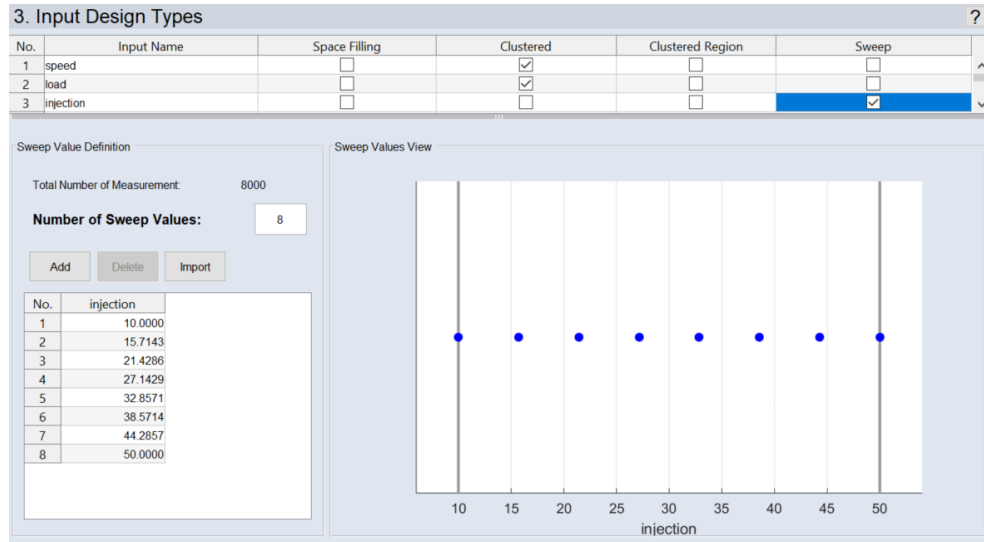 3. Input Design Types ?
No. Input Name Space Filling Clustered Clustered Region Sweep
1 speed
2 load
3 injection
Sweep Value Definition
Total Number of Measurement: 8000
Number of Sweep Values: 8
Add Delete Import
No. injection
1 10.0000
2 15.7143
3 21.4286
4 27.1429
5 32.8571
6 38.5714
7 44.2857
8 50.0000
Sweep Values View
10 15 20 25 30 35 40 45 50
injection